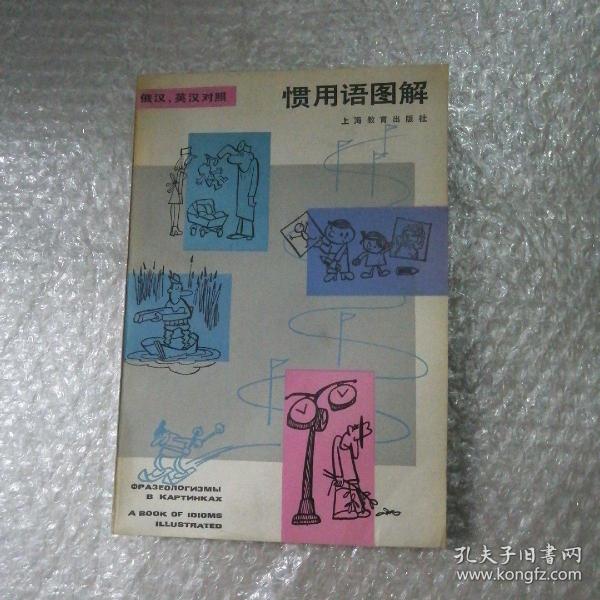 俄汉、英汉对照
惯用语图解
上海教育出版社
ФРАЗЕОЛОГИЗМЫ
В КАРТИНКАХ
A BOOK OF IDIOMS
ILLUSTRATED
孔夫子旧书网
www.kongfz.com